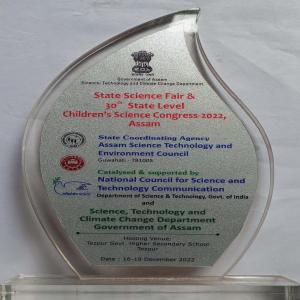 Government of Assam
Science, Technology and Climate Change Department
State Science Fair &
30th State Level
Children's Science Congress-2022,
Assam
State Coordinating Agency
Assam Science Technology and
Environment Council
Guwahati - 781005
Catalysed & supported by
National Council for Science and
Technology Communication
Department of Science & Technology, Govt. of India
and
Science, Technology and
Climate Change Department
Government of Assam
Hosting Venue:
Tezpur Govt. Higher Secondary School
Tezpur
Date : 16-19 December 2022